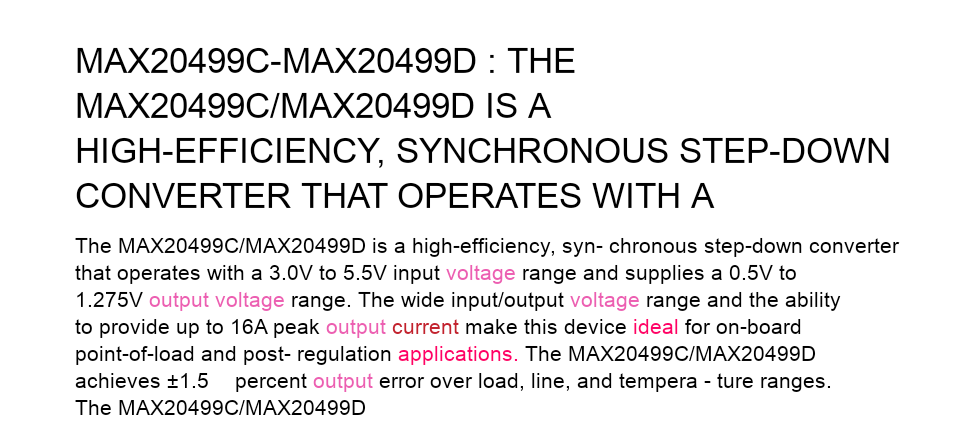 MAX20499C-MAX20499D : THE
MAX20499C/MAX20499D IS A
HIGH-EFFICIENCY, SYNCHRONOUS STEP-DOWN
CONVERTER THAT OPERATES WITH A
The MAX20499C/MAX20499D is a high-efficiency, syn- chronous step-down converter
that operates with a 3.0V to 5.5V input voltage range and supplies a 0.5V to
1.275V output voltage range. The wide input/output voltage range and the ability
to provide up to 16A peak output current make this device ideal for on-board
point-of-load and post- regulation applications. The MAX20499C/MAX20499D
achieves ±1.5 percent output error over load, line, and tempera - ture ranges.
The MAX20499C/MAX20499D